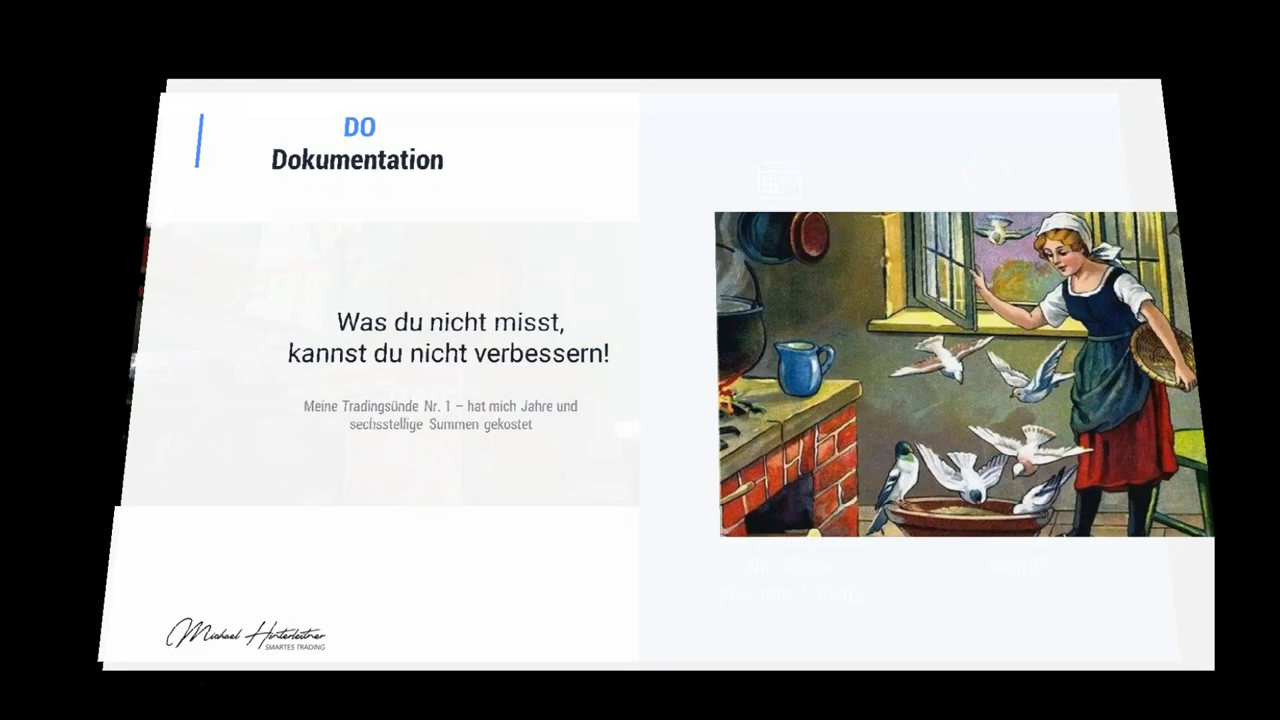 DO
Dokumentation
Was du nicht misst,
kannst du nicht verbessern!
Meine Tradingsünde Nr. 1 – hat mich Jahre und
sechsstellige Summen gekostet
Michael Hinterleitner
SMARTES TRADING